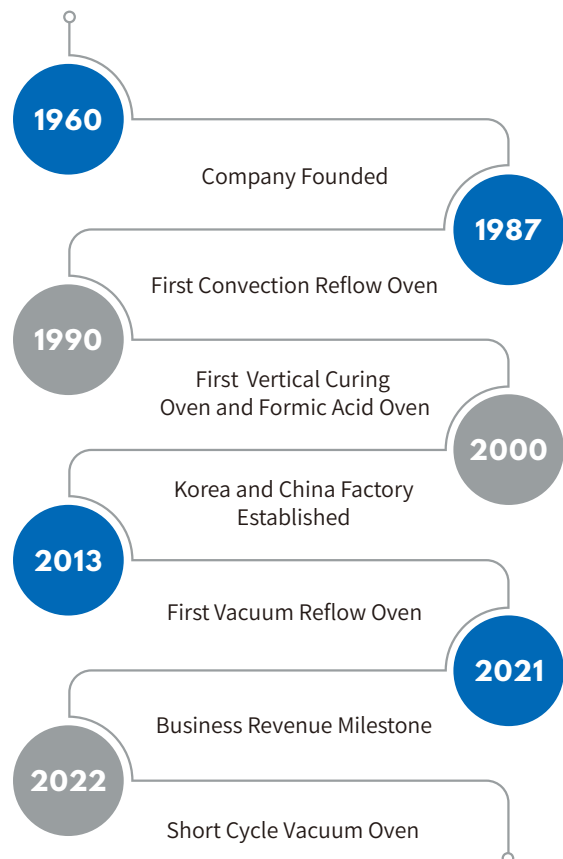 1960
Company Founded
1987
First Convection Reflow Oven
1990
First Vertical Curing
Oven and Formic Acid Oven
2000
Korea and China Factory
Established
2013
First Vacuum Reflow Oven
2021
Business Revenue Milestone
2022
Short Cycle Vacuum Oven